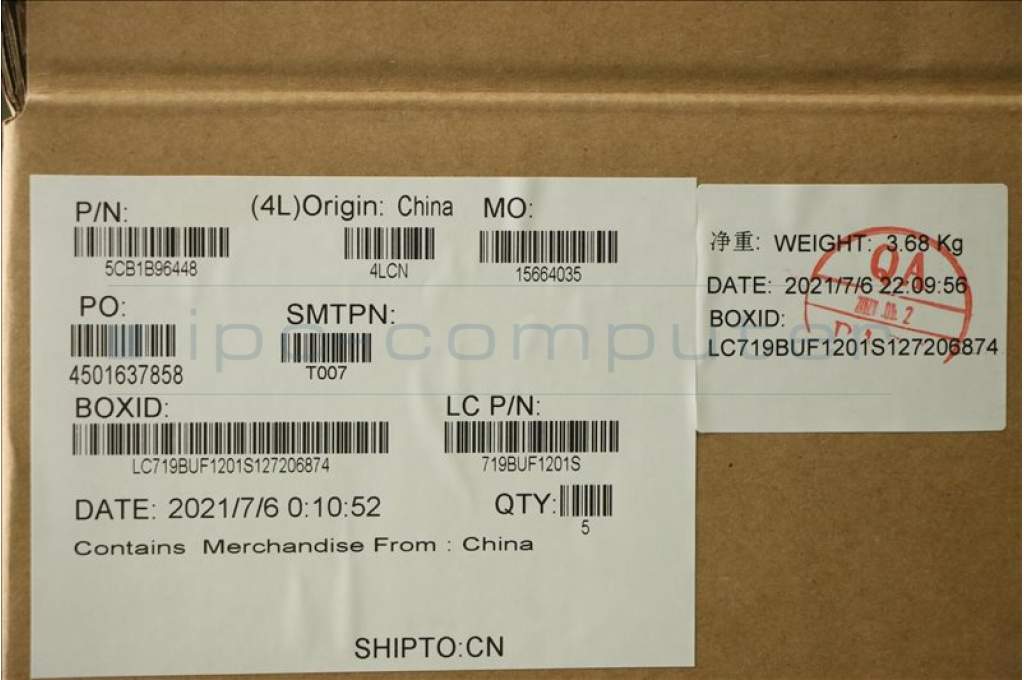 P/N: (4L)Origin: China MO:
5CB1B96448 4LCN 15664035
PO: SMTPN:
4501637858 T007
BOXID: LC P/N:
LC719BUF1201S127206874 719BUF1201S
DATE: 2021/7/6 0:10:52 QTY:
5
Contains Merchandise From : China
SHIPTO:CN
净重: WEIGHT: 3.68 Kg
DATE: 2021/7/6 22:09:56
BOXID:
LC719BUF1201S127206874
QA
ipc-computer